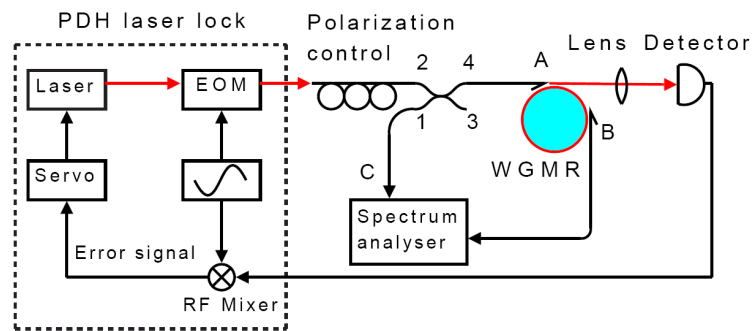 PDH laser lock
Polarization
control
Lens Detector
Laser
EOM
2
4
A
1
3
B
WGMR
Servo
C
Spectrum
analyser
Error signal
RF Mixer